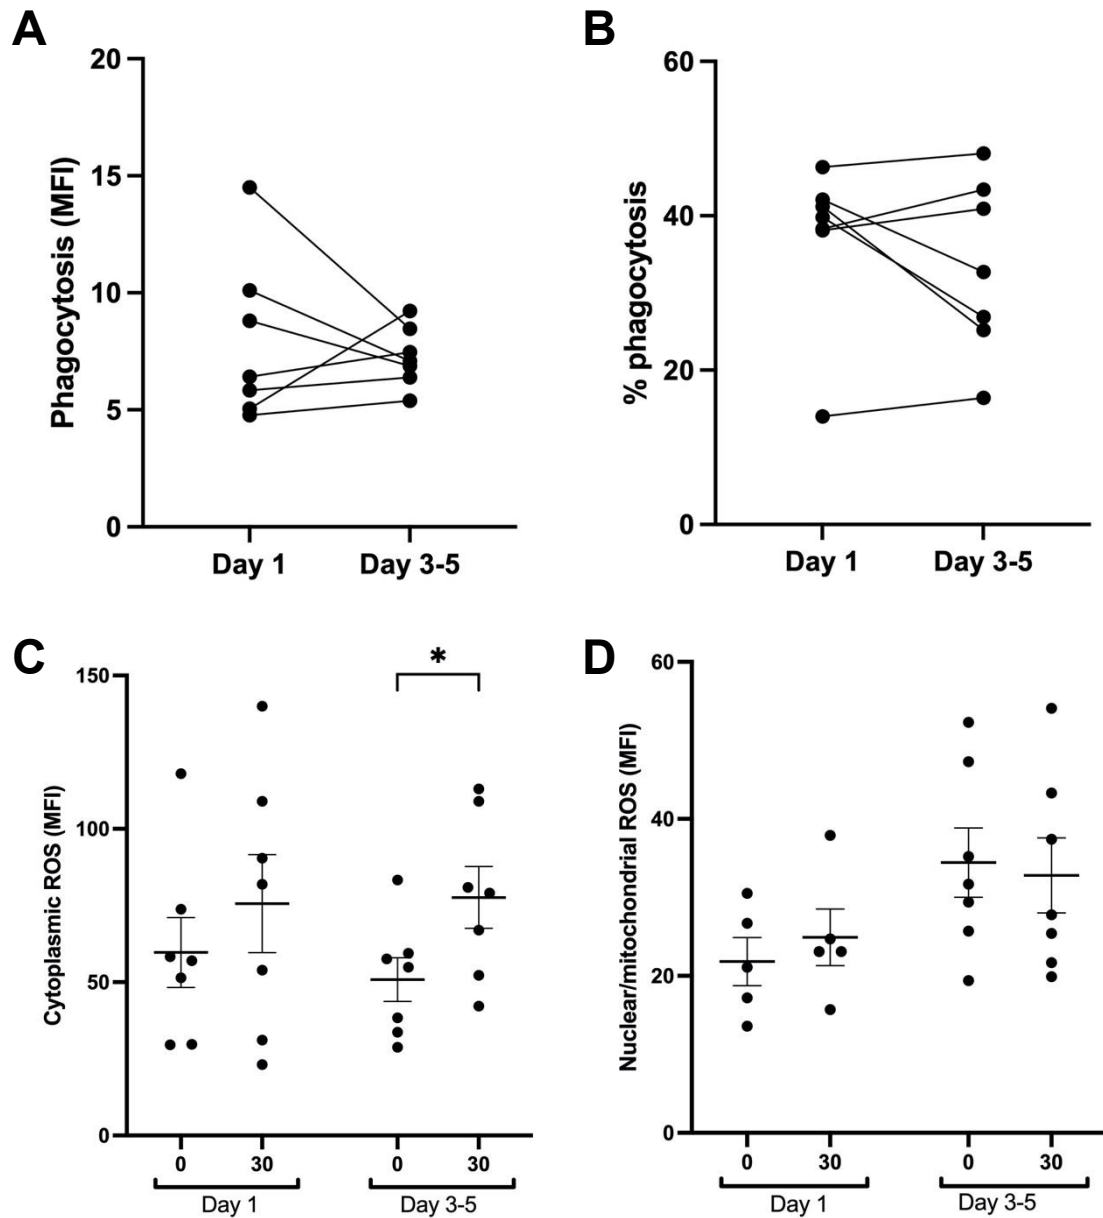 A
Phagocytosis (MFI)
20
15
10
5
0
Day 1
Day 3-5
B
% phagocytosis
60
40
20
0
Day 1
Day 3-5
C
Cytoplasmic ROS (MFI)
150
100
50
0
*
0
30
0
30
Day 1
Day 3-5
D
Nuclear/mitochondrial ROS (MFI)
60
40
20
0
0
30
0
30
Day 1
Day 3-5